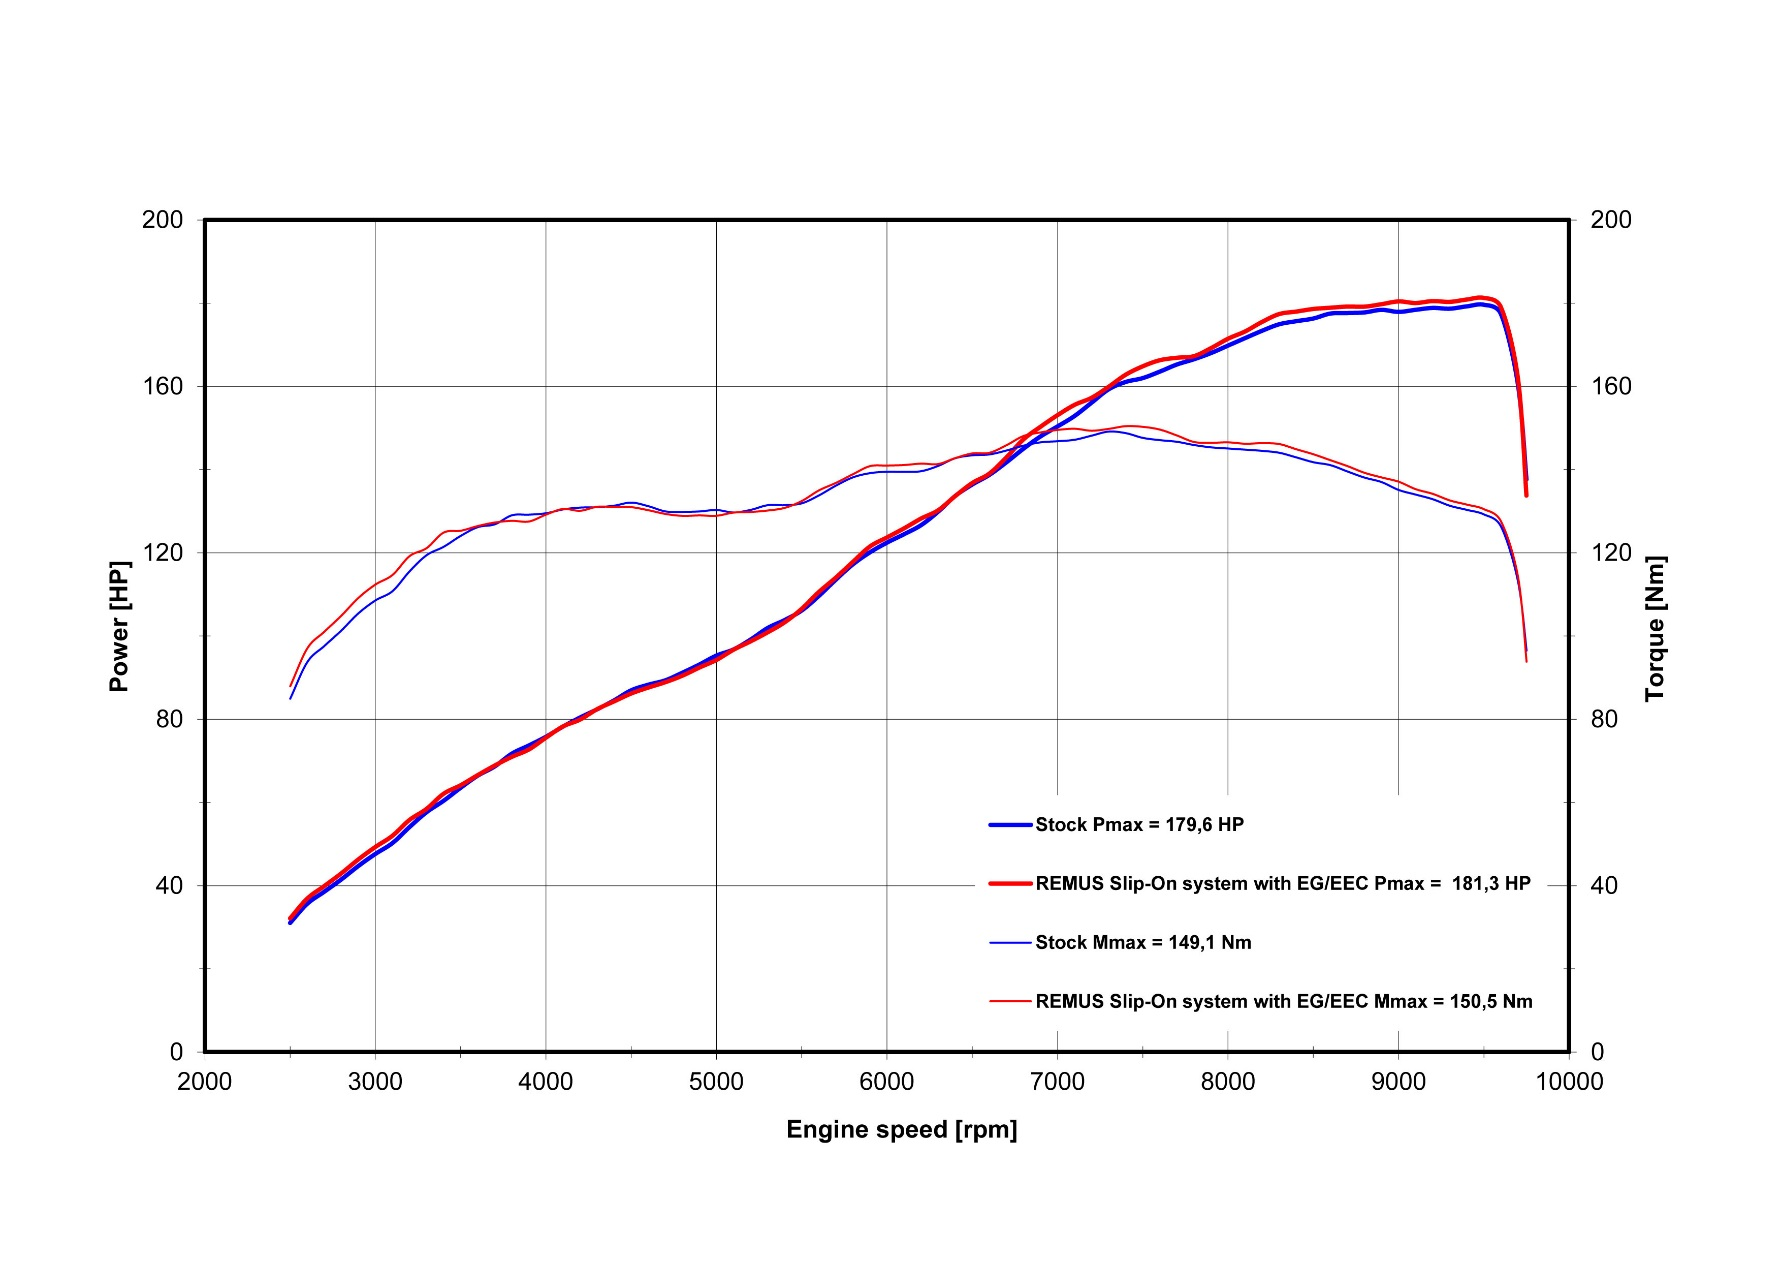 200
200
160
160
120
120
Power [HP]
Torque [Nm]
80
80
Stock Pmax = 179,6 HP
40
REMUS Slip-On system with EG/EEC Pmax =  181,3 HP
40
Stock Mmax = 149,1 Nm
REMUS Slip-On system with EG/EEC Mmax = 150,5 Nm
0
0
2000 3000 4000 5000 6000 7000 8000 9000 10000
Engine speed [rpm]